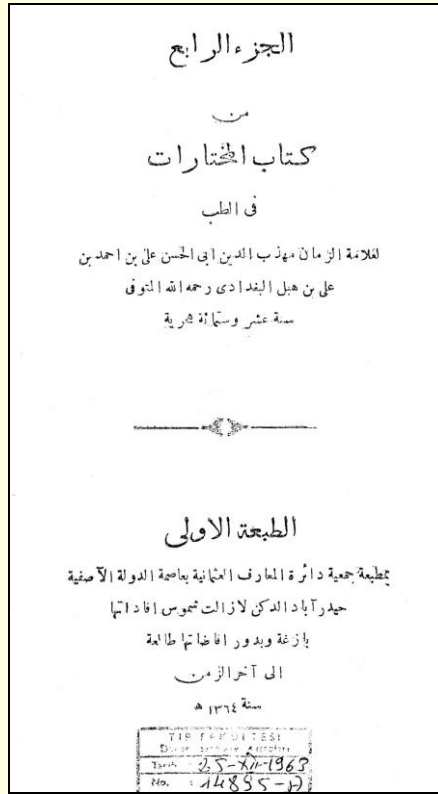 الجزء الرابع
من
كتاب المختارات
فى الطب
لعلامة الزمان مهذب الدين ابى الحسن على بن احمد بن
على بن هبل البغدادى رحمه الله المتوفى
سنة عشر وستمائة هجرية
الطبعة الاولى
بمطبعة جمعية دائرة المعارف العثمانية بعاصمة الدولة الآصفية
حيدرآباد الدكن لازالت شموس افاداتها
بازغة وبدور افاضاتها طالعة
الى آخر الزمن
سنة ١٣٦٤ ھ
TIP FAKÜLTESİ
25-XII-1963
No. 14895-A